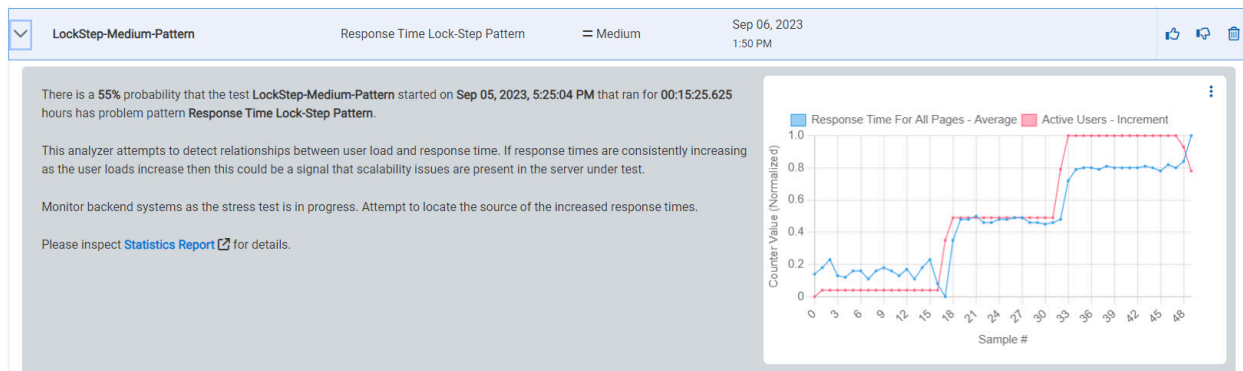 LockStep-Medium-Pattern
Response Time Lock-Step Pattern
= Medium
Sep 06, 2023
1:50 PM
There is a 55% probability that the test LockStep-Medium-Pattern started on Sep 05, 2023, 5:25:04 PM that ran for 00:15:25.625
hours has problem pattern Response Time Lock-Step Pattern.
This analyzer attempts to detect relationships between user load and response time. If response times are consistently increasing
as the user loads increase then this could be a signal that scalability issues are present in the server under test.
Monitor backend systems as the stress test is in progress. Attempt to locate the source of the increased response times.
Please inspect Statistics Report for details.
Response Time For All Pages - Average
Active Users - Increment
Counter Value (Normalized)
1.0
0.8
0.6
0.4
0.2
0
0 3 6 9 12 15 18 21 24 27 30 33 36 39 42 45 48
Sample #